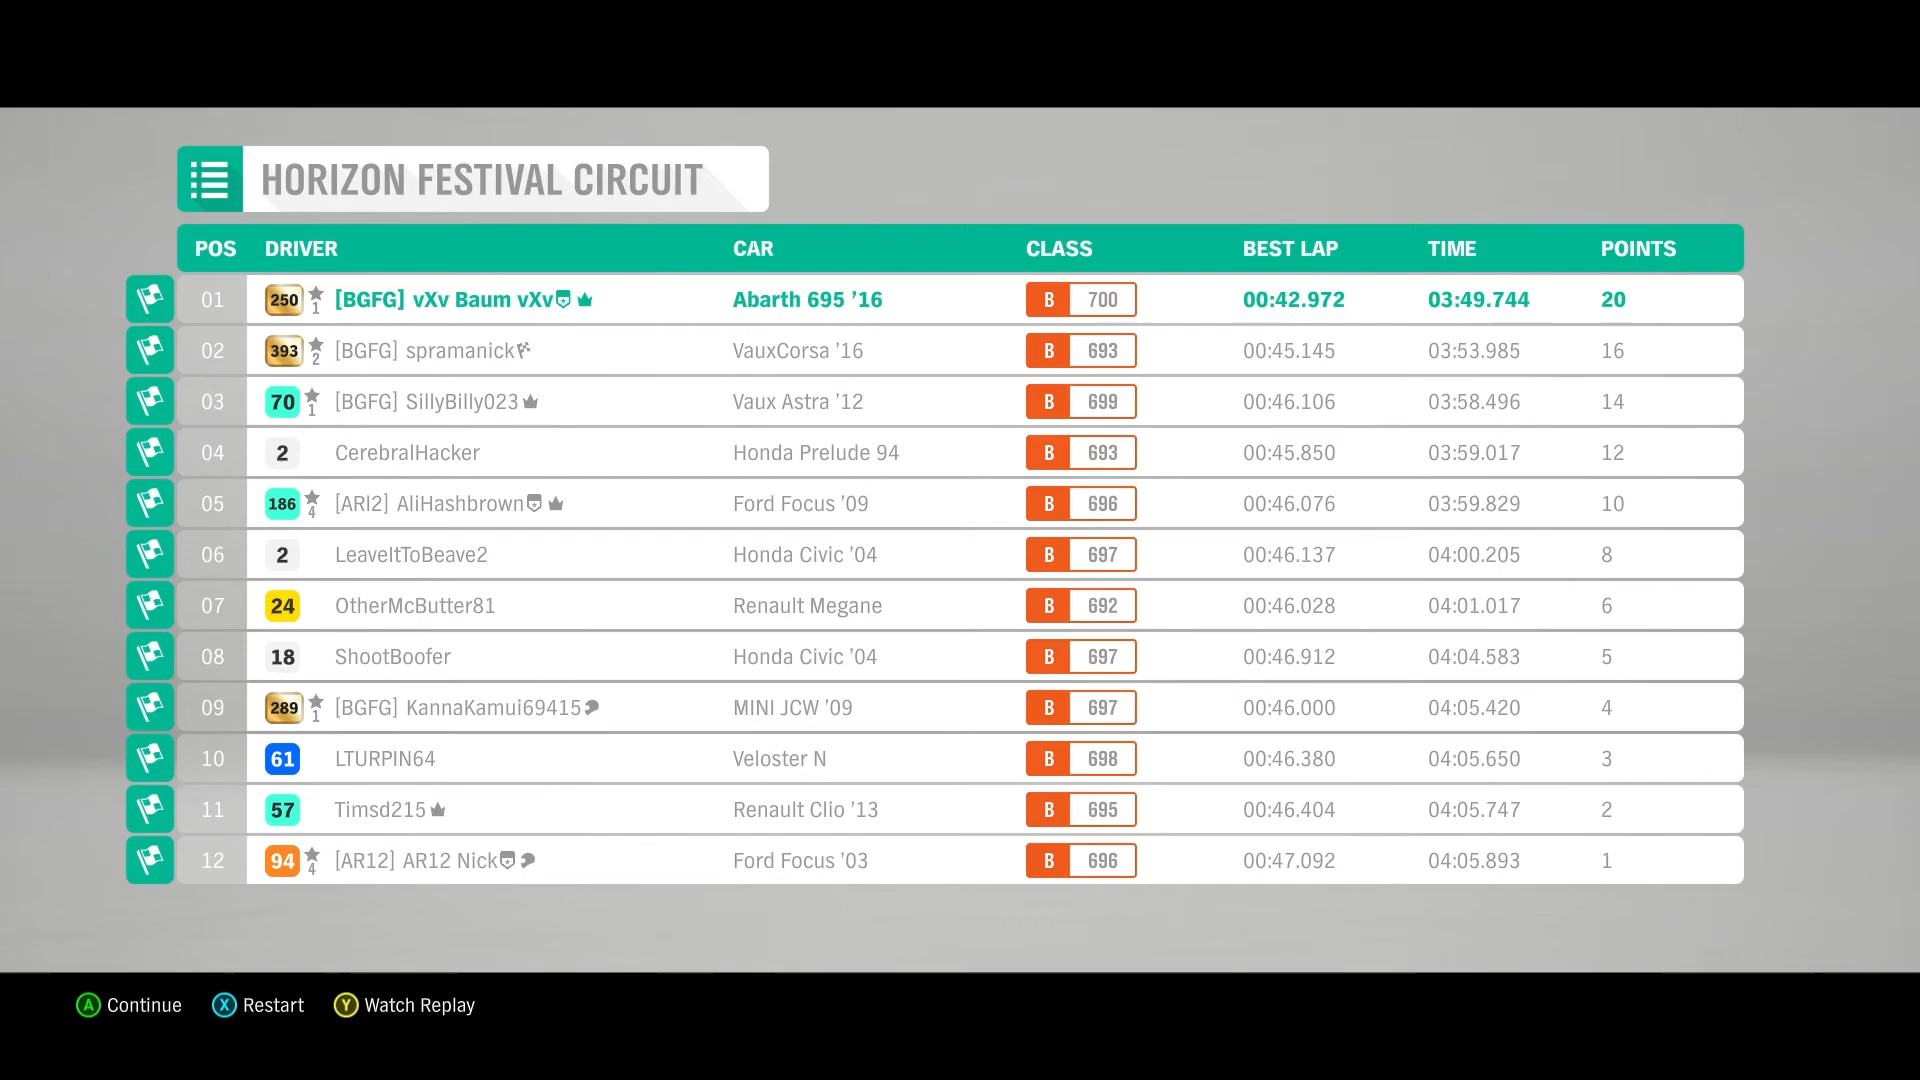 HORIZON FESTIVAL CIRCUIT
POS DRIVER CAR CLASS BEST LAP TIME POINTS
01 250 1 [BGFG] vXv Baum vXv Abarth 695 ’16 B 700 00:42.972 03:49.744 20
02 393 2 [BGFG] spramanick VauxCorsa ’16 B 693 00:45.145 03:53.985 16
03 70 1 [BGFG] SillyBilly023 Vaux Astra ’12 B 699 00:46.106 03:58.496 14
04 2 CerebralHacker Honda Prelude 94 B 693 00:45.850 03:59.017 12
05 186 4 [ARl2] AliHashbrown Ford Focus ’09 B 696 00:46.076 03:59.829 10
06 2 LeaveItToBeave2 Honda Civic ’04 B 697 00:46.137 04:00.205 8
07 24 OtherMcButter81 Renault Megane B 692 00:46.028 04:01.017 6
08 18 ShootBoofer Honda Civic ’04 B 697 00:46.912 04:04.583 5
09 289 1 [BGFG] KannaKamui69415 MINI JCW ’09 B 697 00:46.000 04:05.420 4
10 61 LTURPIN64 Veloster N B 698 00:46.380 04:05.650 3
11 57 Timsd215 Renault Clio ’13 B 695 00:46.404 04:05.747 2
12 94 4 [AR12] AR12 Nick Ford Focus ’03 B 696 00:47.092 04:05.893 1
A Continue X Restart Y Watch Replay